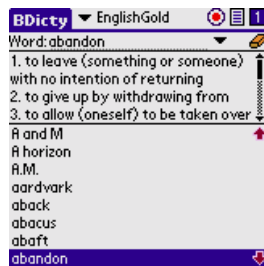 BDicty EnglishGold 1
Word: abandon
1. to leave (something or someone)
with no intention of returning
2. to give up by withdrawing from
3. to allow (oneself) to be taken over
A and M
A horizon
A.M.
aardvark
aback
abacus
abaft
abandon